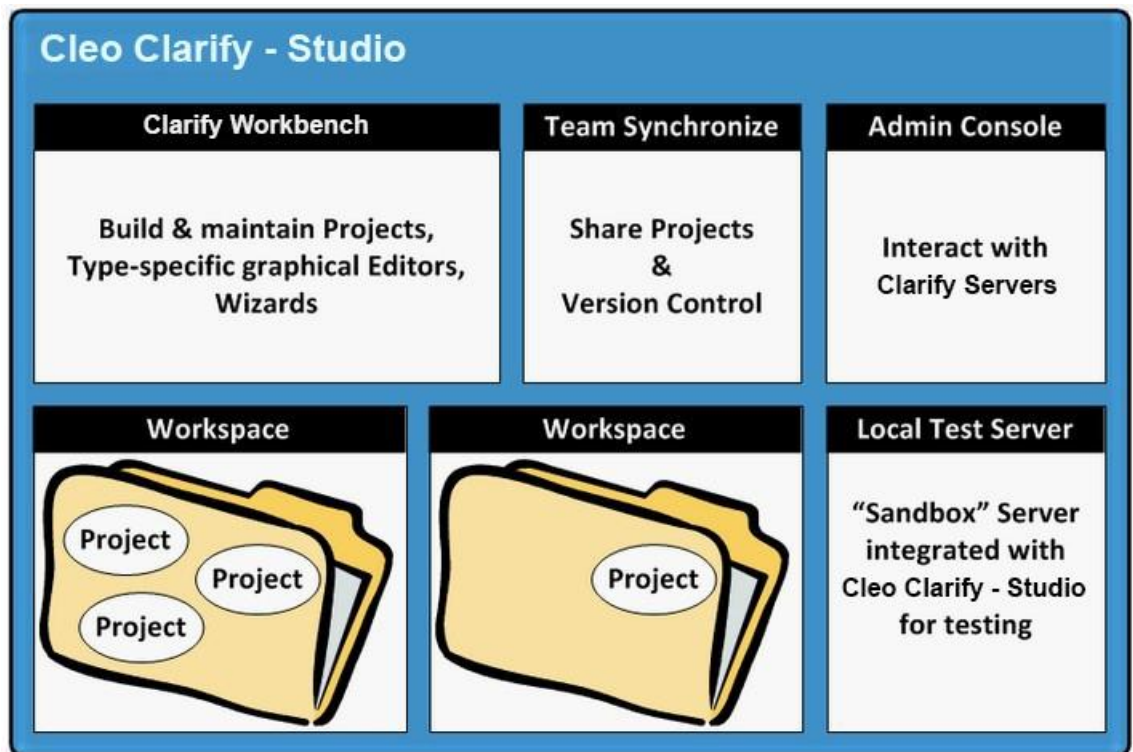 Cleo Clarify - Studio
Clarify Workbench
Build & maintain Projects,
Type-specific graphical Editors,
Wizards
Team Synchronize
Share Projects
&
Version Control
Admin Console
Interact with
Clarify Servers
Workspace
Project
Project
Project
Workspace
Project
Local Test Server
“Sandbox” Server
integrated with
Cleo Clarify - Studio
for testing